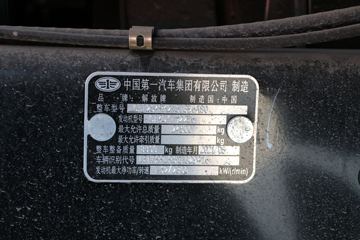 中国第一汽车集团有限公司 制造
品 牌: 解放牌 制造国: 中国
整车型号
发动机型号
最大允许总质量 kg
最大允许牵引质量 kg
整车整备质量 kg 制造年月
车辆识别代号
发动机最大净功率/转速 kW(r/min)